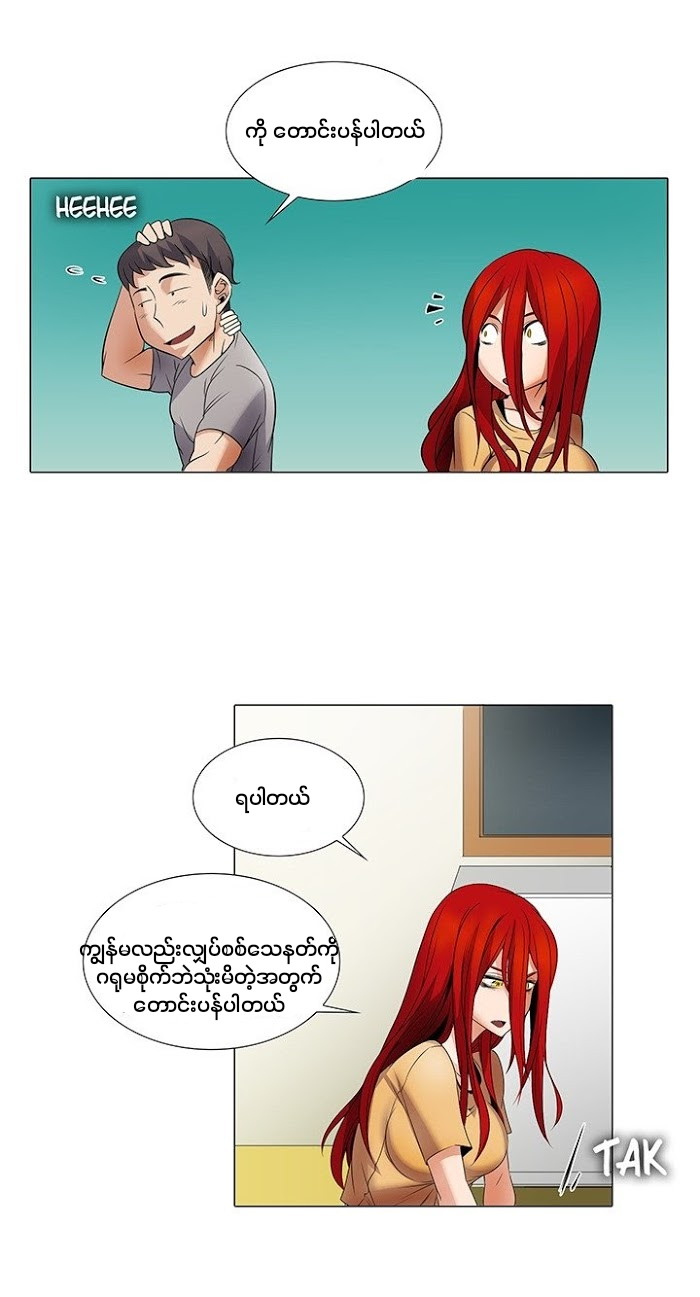 ကို တောင်းပန်ပါတယ်
HEEHEE
ရပါတယ်
ကျွန်မလည်းလျှပ်စစ်သေနတ်ကို
ဂရုမစိုက်ဘဲသုံးမိတဲ့အတွက်
တောင်းပန်ပါတယ်
TAK